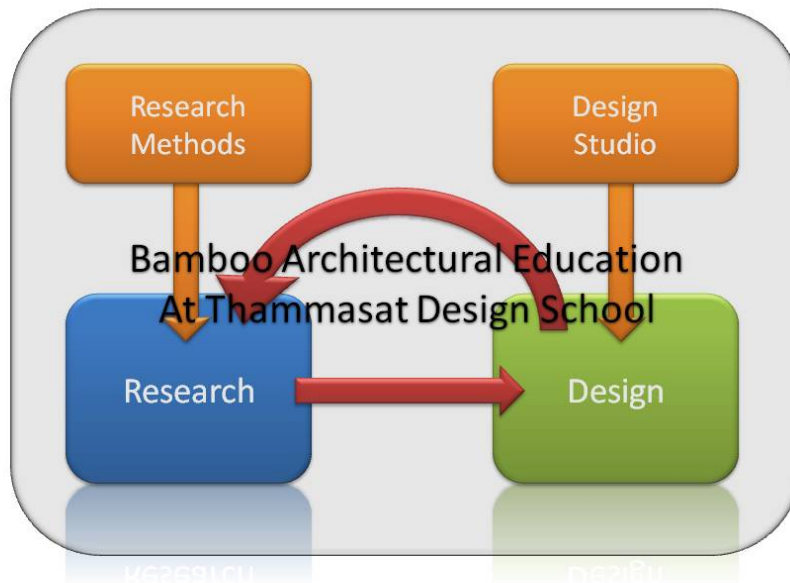 Research
Methods
Design
Studio
Bamboo Architectural Education
At Thammasat Design School
Research
Design